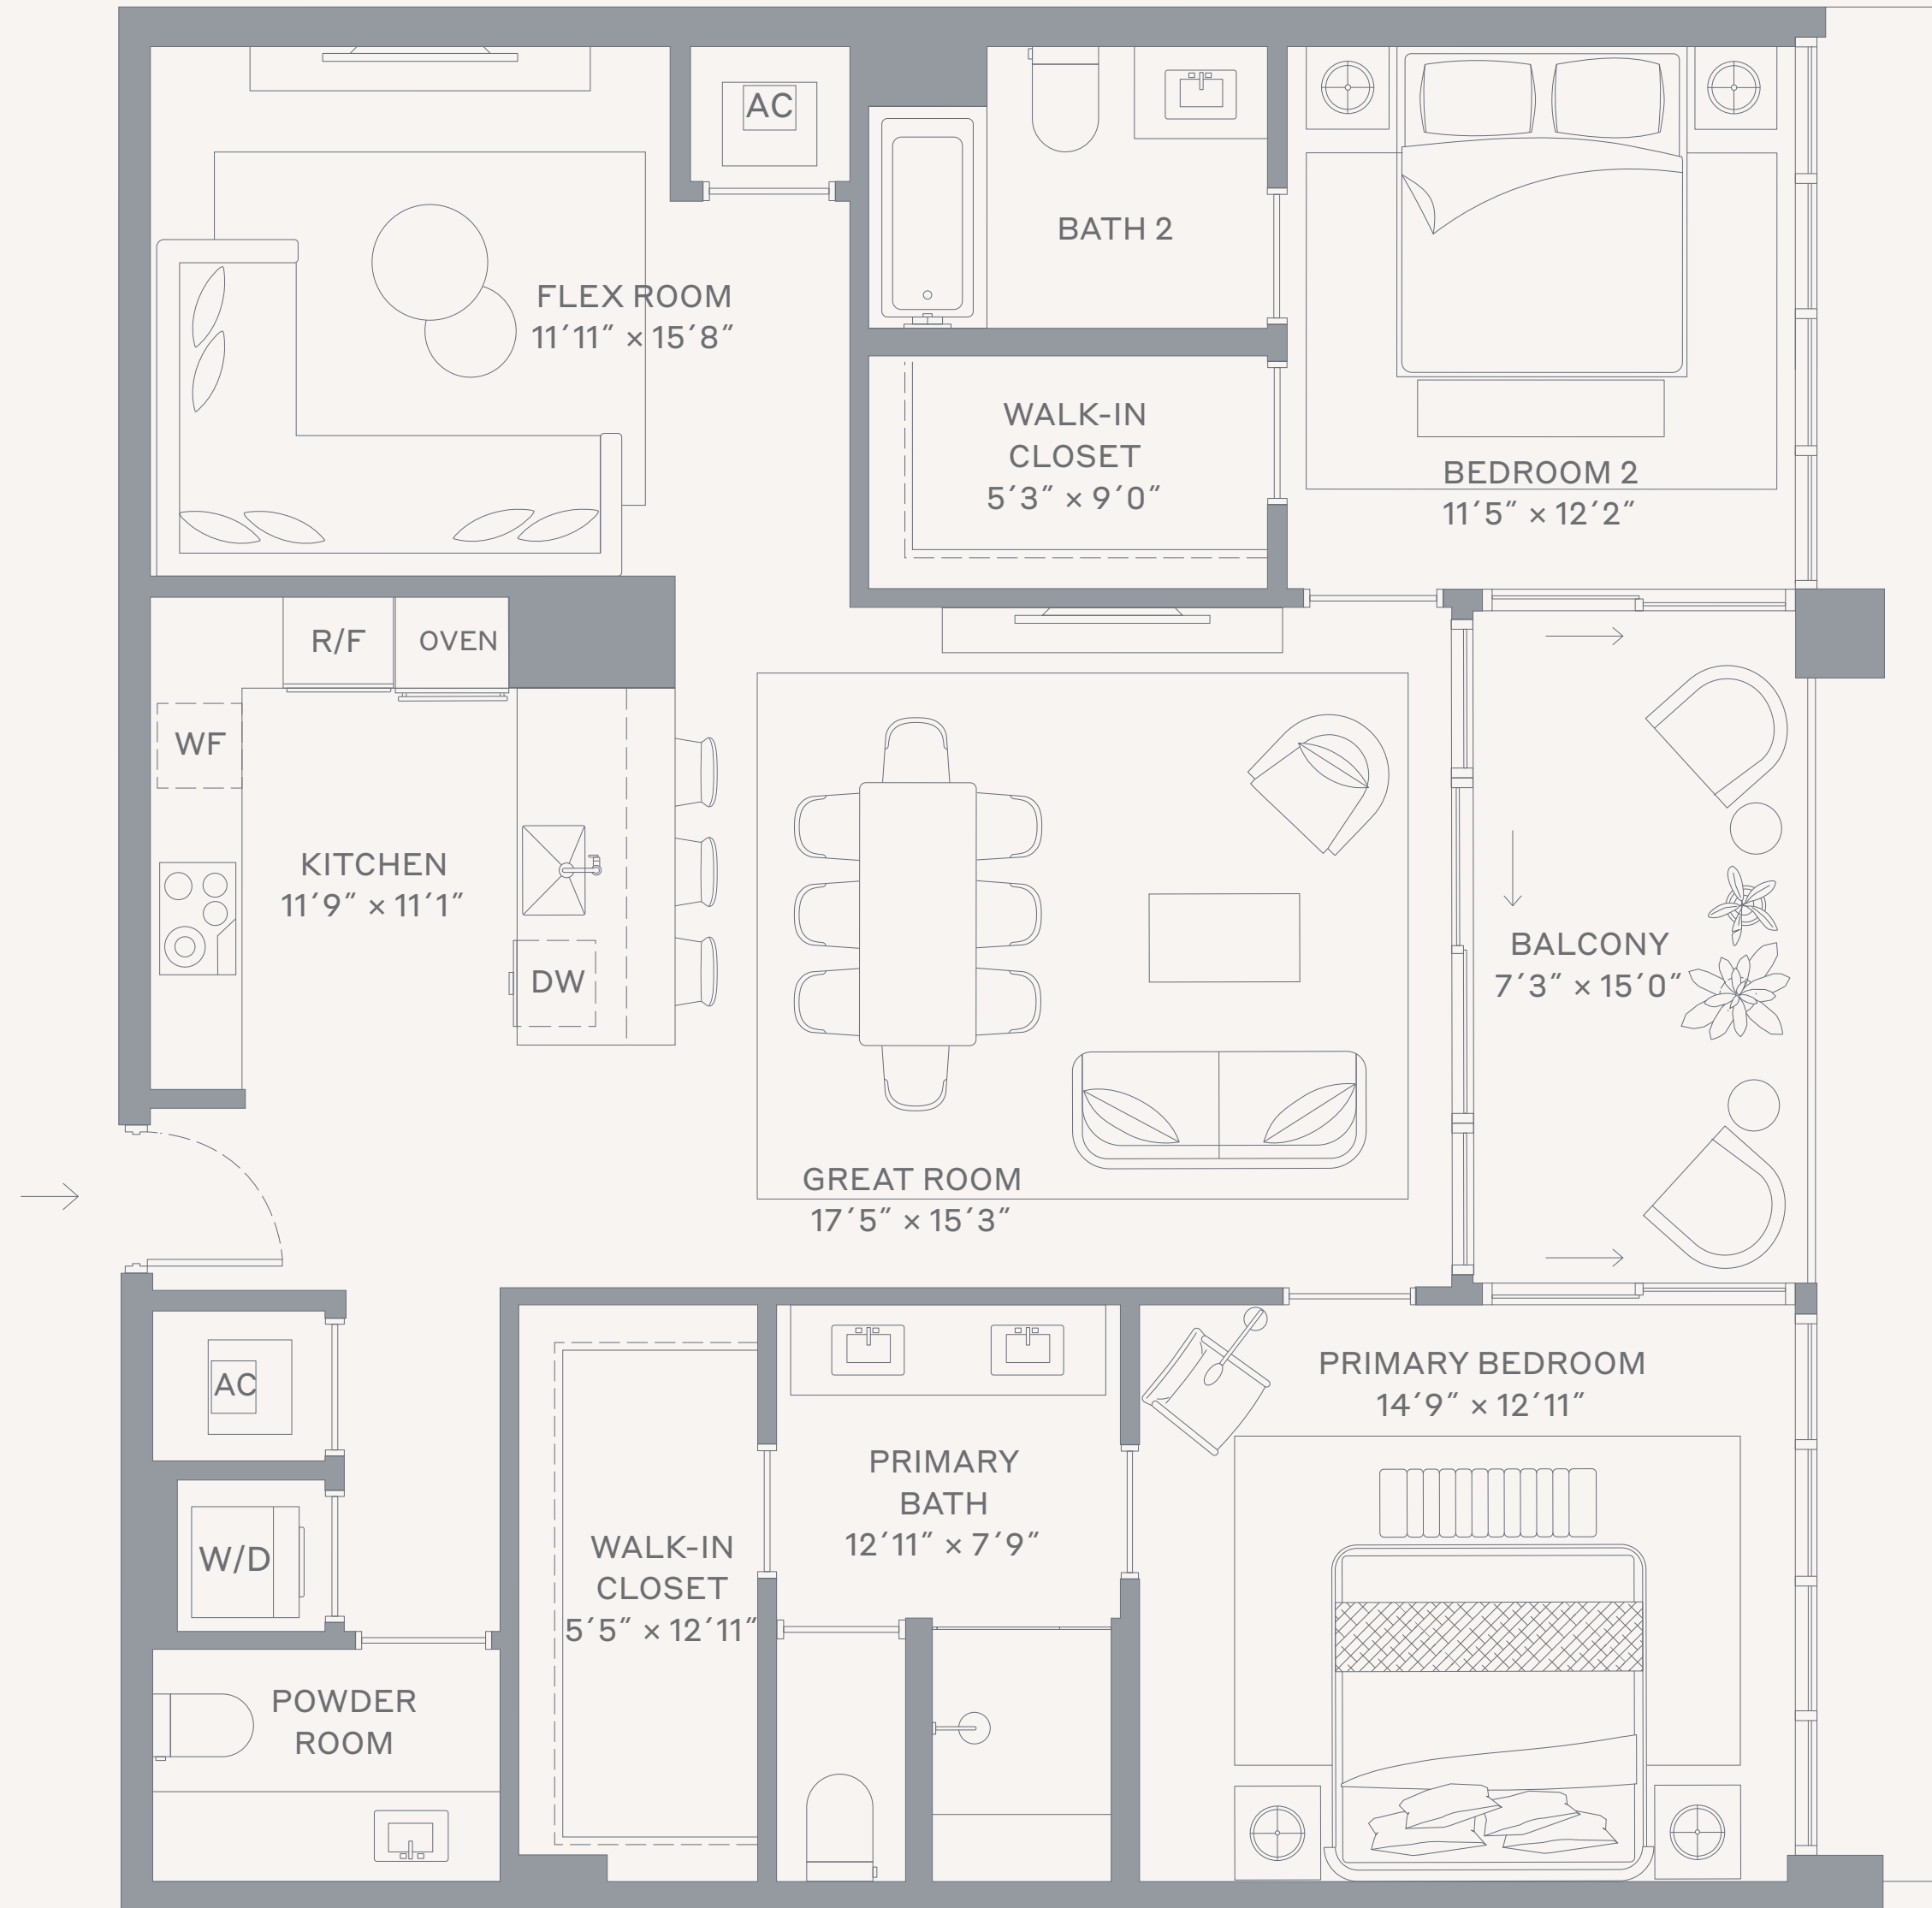 AC
BATH 2
FLEX ROOM
11′11″ × 15′8″
WALK-IN
CLOSET
5′3″ × 9′0″
BEDROOM 2
11′5″ × 12′2″
R/F
OVEN
WF
KITCHEN
11′9″ × 11′1″
DW
BALCONY
7′3″ × 15′0″
GREAT ROOM
17′5″ × 15′3″
AC
PRIMARY BEDROOM
14′9″ × 12′11″
PRIMARY
BATH
12′11″ × 7′9″
W/D
WALK-IN
CLOSET
5′5″ × 12′11″
POWDER
ROOM